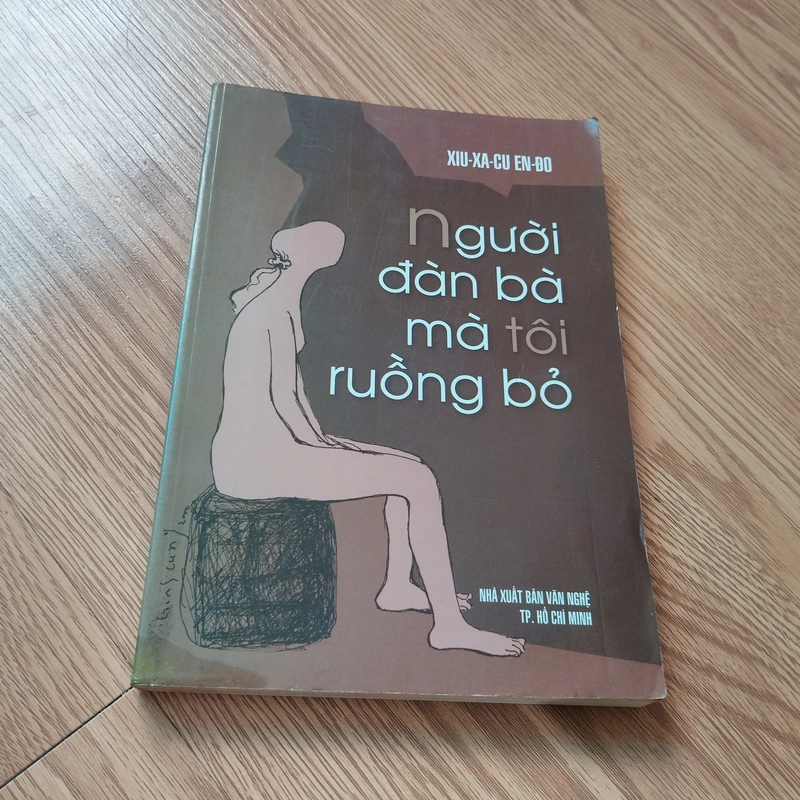 XIU-XA-CU EN-ĐO
người
đàn bà
mà tôi
ruồng bỏ
NHÀ XUẤT BẢN VĂN NGHỆ
TP. HỒ CHÍ MINH